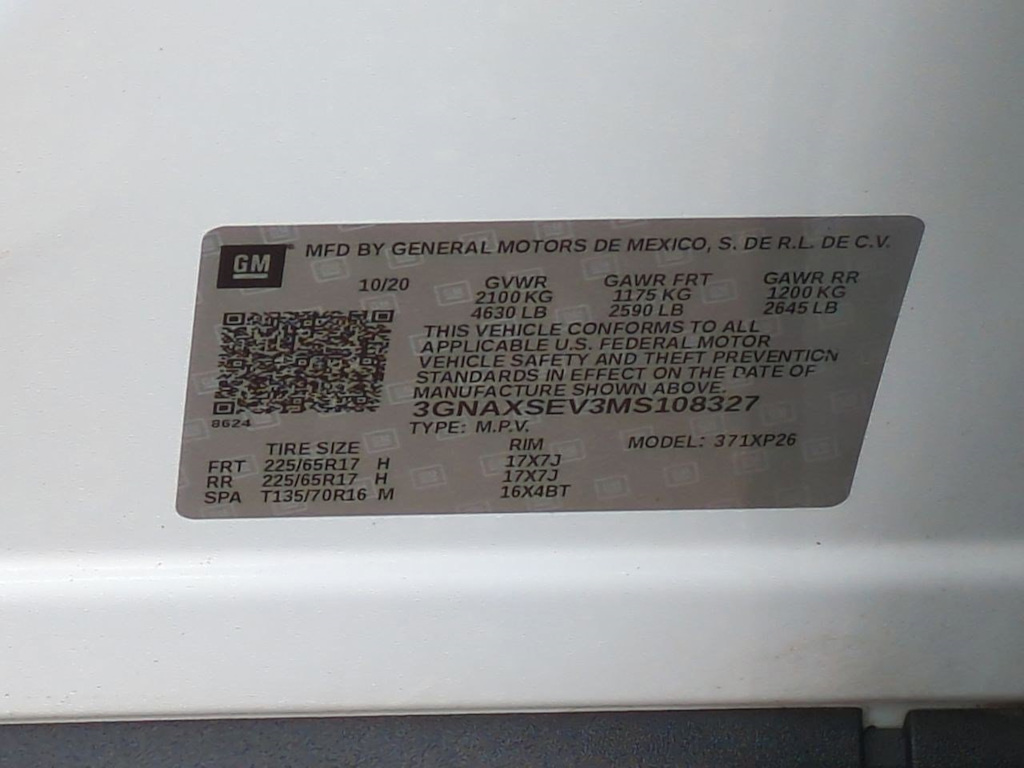 GM
MFD BY GENERAL MOTORS DE MEXICO, S. DE R.L. DE C.V.
10/20 GVWR GAWR FRT GAWR RR
2100 KG 1175 KG 1200 KG
4630 LB 2590 LB 2645 LB
THIS VEHICLE CONFORMS TO ALL
APPLICABLE U.S. FEDERAL MOTOR
VEHICLE SAFETY AND THEFT PREVENTION
STANDARDS IN EFFECT ON THE DATE OF
MANUFACTURE SHOWN ABOVE.
3GNAXSEV3MS108327
8624
TYPE: M.P.V.
TIRE SIZE RIM MODEL: 371XP26
FRT 225/65R17 H 17X7J
RR 225/65R17 H 17X7J
SPA T135/70R16 M 16X4BT